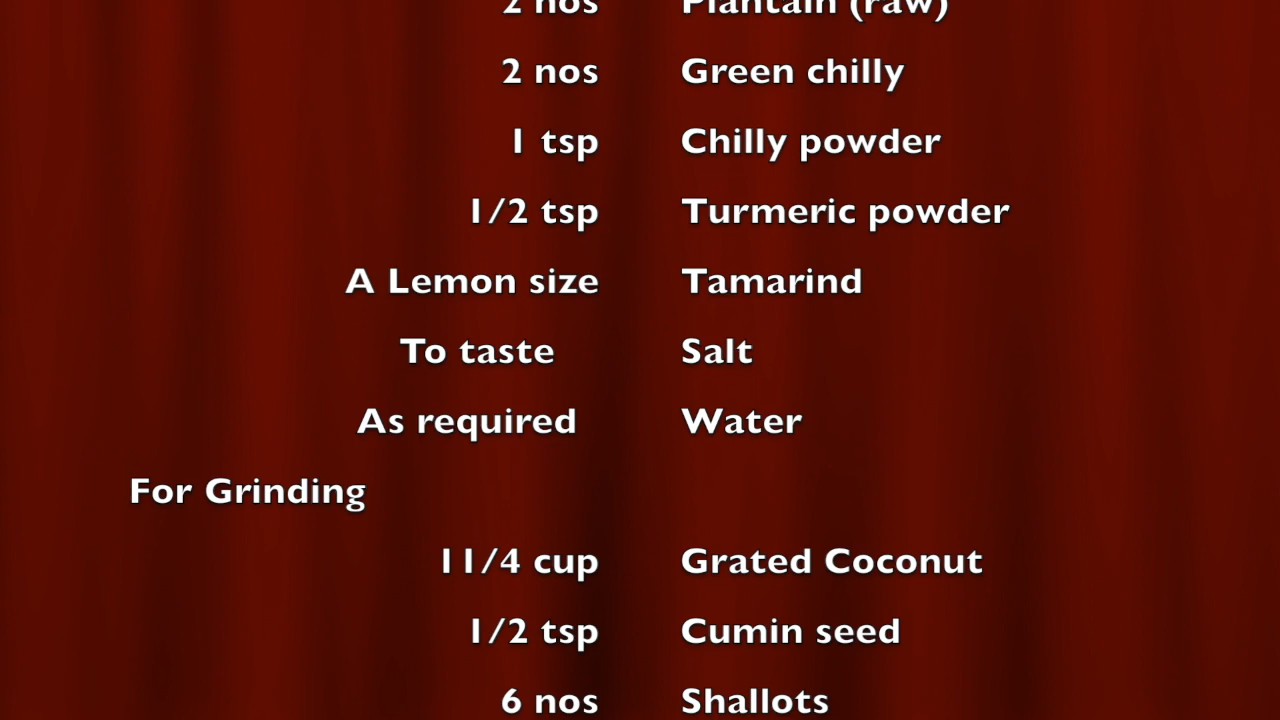 2 nos Plantain (raw)
2 nos Green chilly
1 tsp Chilly powder
1/2 tsp Turmeric powder
A Lemon size Tamarind
To taste Salt
As required Water
For Grinding
11/4 cup Grated Coconut
1/2 tsp Cumin seed
6 nos Shallots